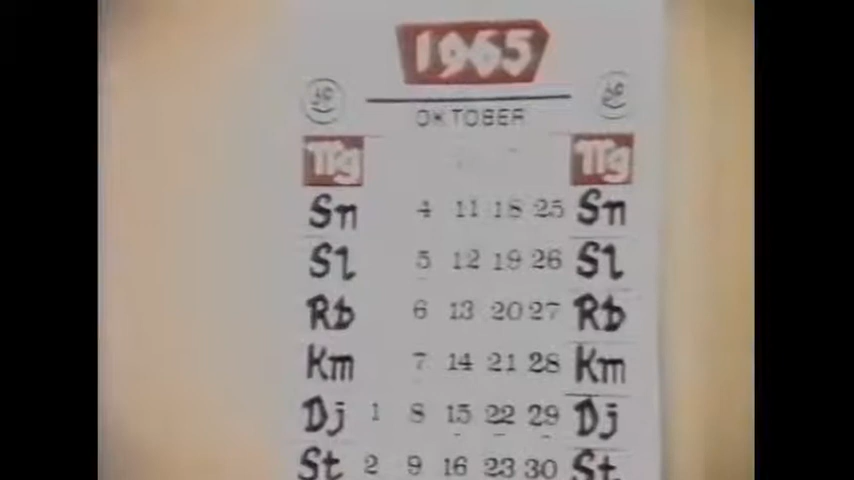 1965
OKTOBER
Mg Mg
Sn 4 11 18 25 Sn
Sl 5 12 19 26 Sl
Rb 6 13 20 27 Rb
Km 7 14 21 28 Km
Dj 1 8 15 22 29 Dj
St 2 9 16 23 30 St